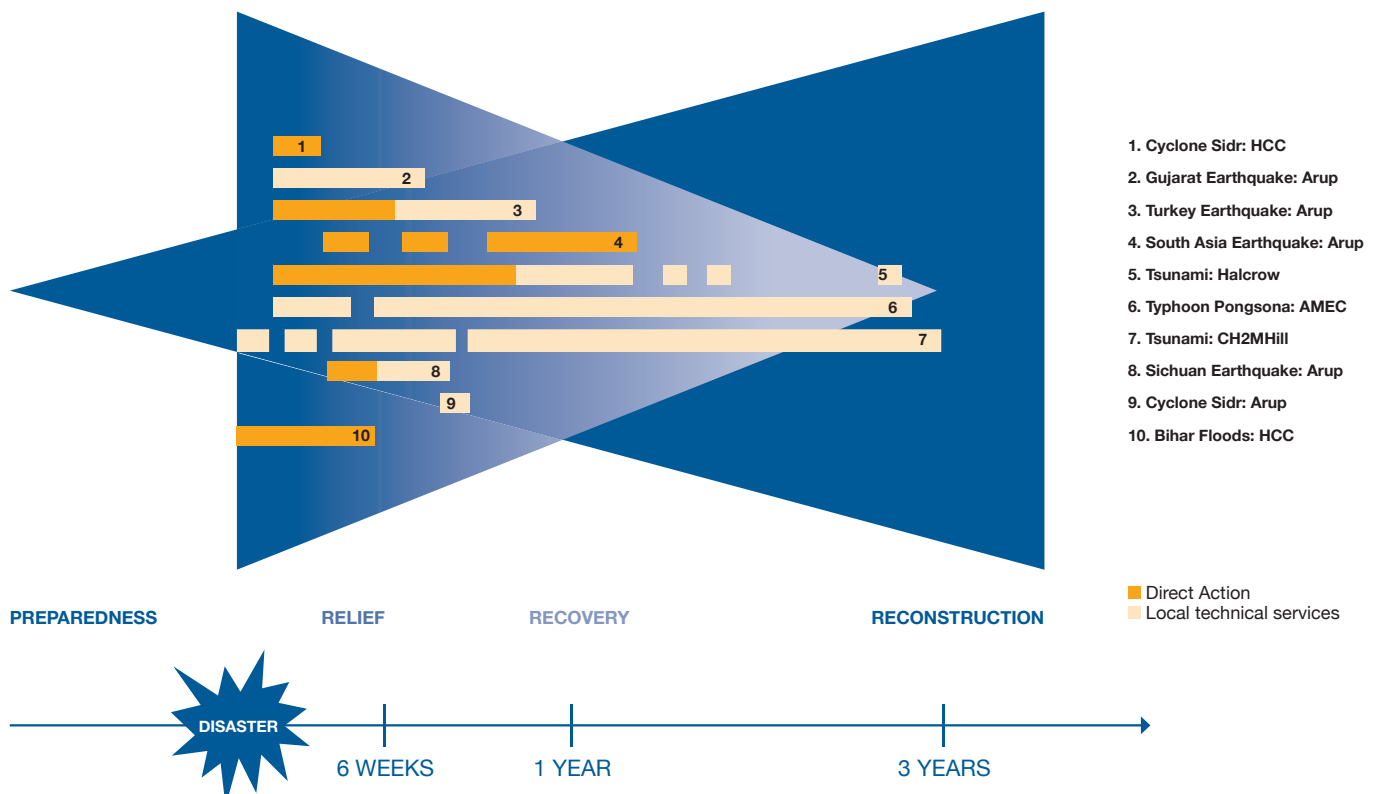 1
2
3
4
5
6
7
8
9
10
1. Cyclone Sidr: HCC
2. Gujarat Earthquake: Arup
3. Turkey Earthquake: Arup
4. South Asia Earthquake: Arup
5. Tsunami: Halcrow
6. Typhoon Pongsona: AMEC
7. Tsunami: CH2MHill
8. Sichuan Earthquake: Arup
9. Cyclone Sidr: Arup
10. Bihar Floods: HCC
Direct Action
Local technical services
PREPAREDNESS RELIEF RECOVERY RECONSTRUCTION
DISASTER
6 WEEKS 1 YEAR 3 YEARS